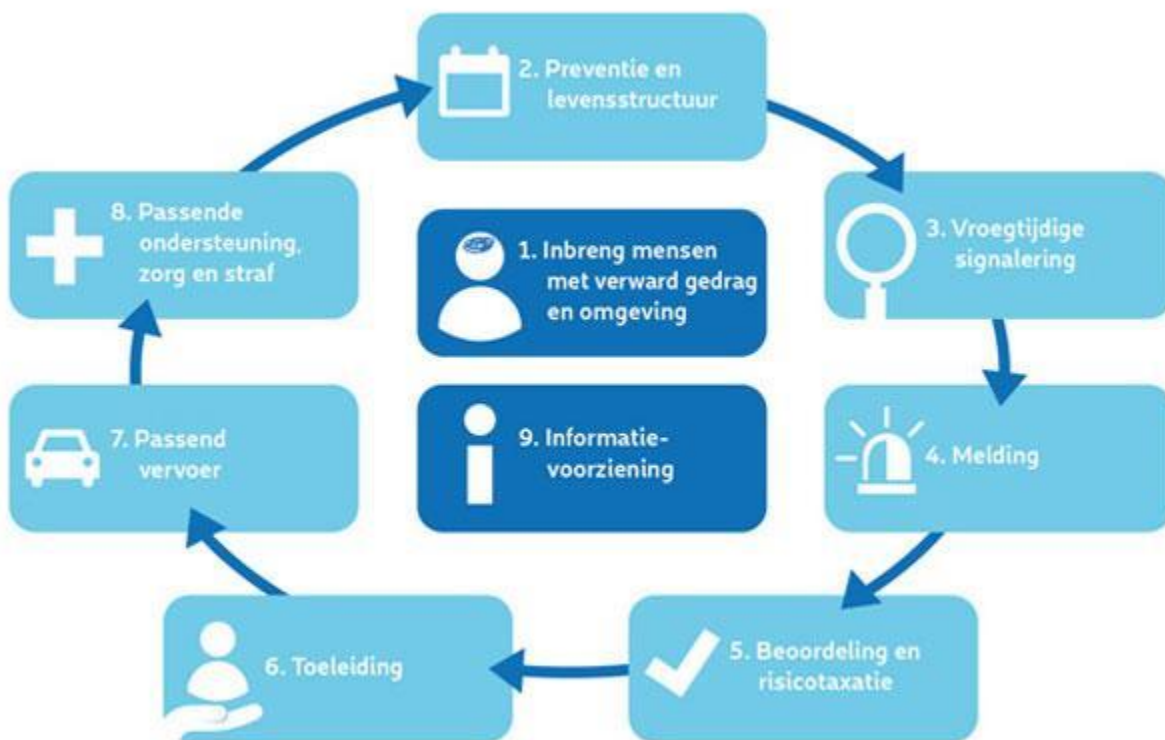 2. Preventie en
levensstructuur
8. Passende
ondersteuning,
zorg en straf
1. Inbreng mensen
met verward gedrag
en omgeving
3. Vroegtijdige
signalering
7. Passend
vervoer
9. Informatie-
voorziening
4. Melding
6. Toeleiding
5. Beoordeling en
risicotaxatie